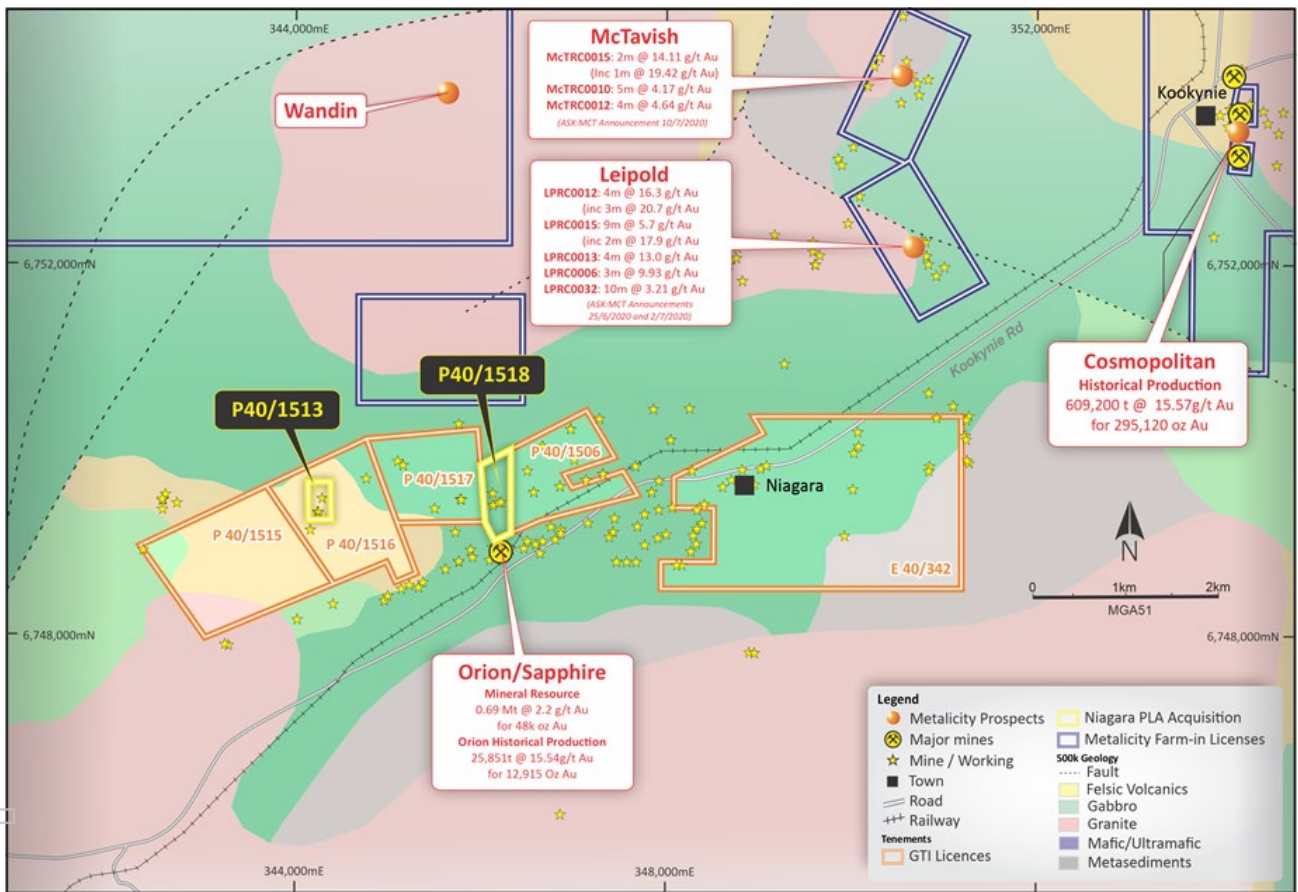 344,000mE
352,000mE
McTavish
McTRC0015: 2m @ 14.11 g/t Au
(Inc 1m @ 19.42 g/t Au)
McTRC0010: 5m @ 4.17 g/t Au
McTRC0012: 4m @ 4.64 g/t Au
(ASX:MCT Announcement 10/7/2020)
Wandin
Kookynie
Leipold
LPRC0012: 4m @ 16.3 g/t Au
(inc 3m @ 20.7 g/t Au
LPRC0015: 9m @ 5.7 g/t Au
(inc 2m @ 17.9 g/t Au
LPRC0013: 4m @ 13.0 g/t Au
LPRC0006: 3m @ 9.93 g/t Au
LPRC0032: 10m @ 3.21 g/t Au
(ASX:MCT Announcements
25/6/2020 and 2/7/2020)
6,752,000mN
6,752,000mN
Kookynie Rd
Cosmopolitan
Historical Production
609,200 t @ 15.57g/t Au
for 295,120 oz Au
P40/1518
P40/1513
P 40/1517
P 40/1506
Niagara
P 40/1515
P 40/1516
E 40/342
N
0 1km 2km
MGA51
6,748,000mN
6,748,000mN
Orion/Sapphire
Mineral Resource
0.69 Mt @ 2.2 g/t Au
for 48k oz Au
Orion Historical Production
25,851t @ 15.54g/t Au
for 12,915 Oz Au
Legend
Metalicity Prospects
Major mines
Mine / Working
Town
Road
Railway
Tenements
GTI Licences
Niagara PLA Acquisition
Metalicity Farm-in Licenses
500k Geology
Fault
Felsic Volcanics
Gabbro
Granite
Mafic/Ultramafic
Metasediments
344,000mE
348,000mE